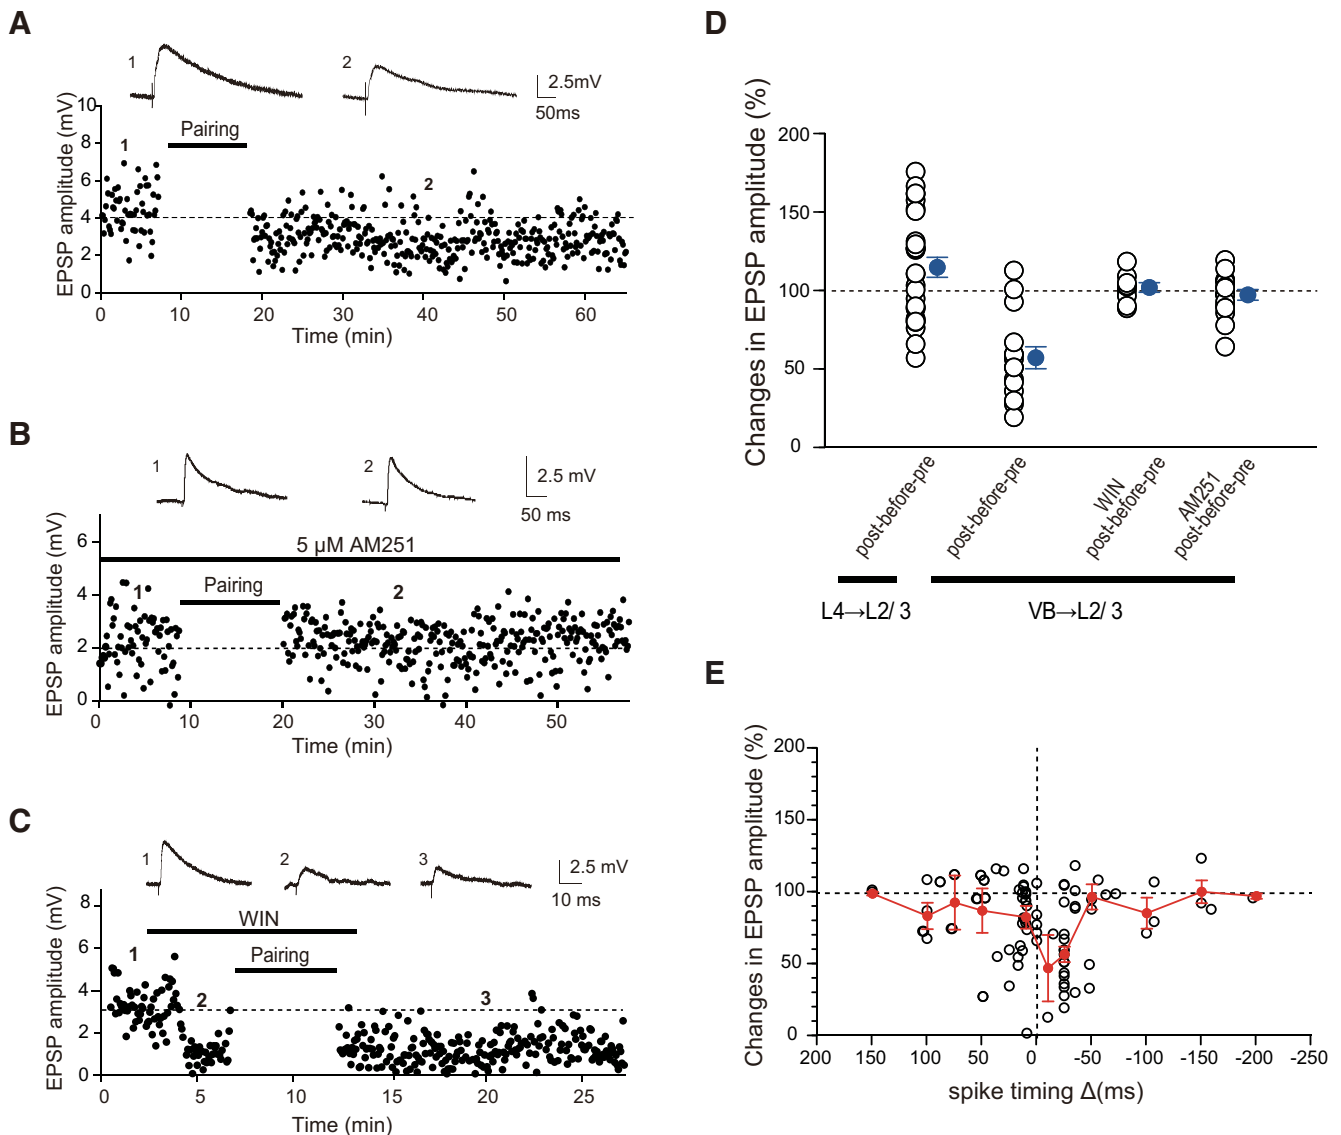 A
1
2
2.5mV
50ms
EPSP amplitude (mV)
10
8
6
4
2
0
Pairing
1
2
0
10
20
30
40
50
60
Time (min)
B
1
2
2.5 mV
50 ms
EPSP amplitude (mV)
6
4
2
0
5 µM AM251
Pairing
1
2
0
10
20
30
40
50
Time (min)
C
1
2
3
2.5 mV
10 ms
EPSP amplitude (mV)
8
6
4
2
0
WIN
Pairing
1
2
3
0
5
10
15
20
25
Time (min)
D
Changes in EPSP amplitude (%)
200
150
100
50
0
post-before-pre
post-before-pre
WIN
post-before-pre
AM251
post-before-pre
L4→L2/ 3
VB→L2/ 3
E
Changes in EPSP amplitude (%)
200
150
100
50
0
200
150
100
50
0
-50
-100
-150
-200
-250
spike timing Δ(ms)